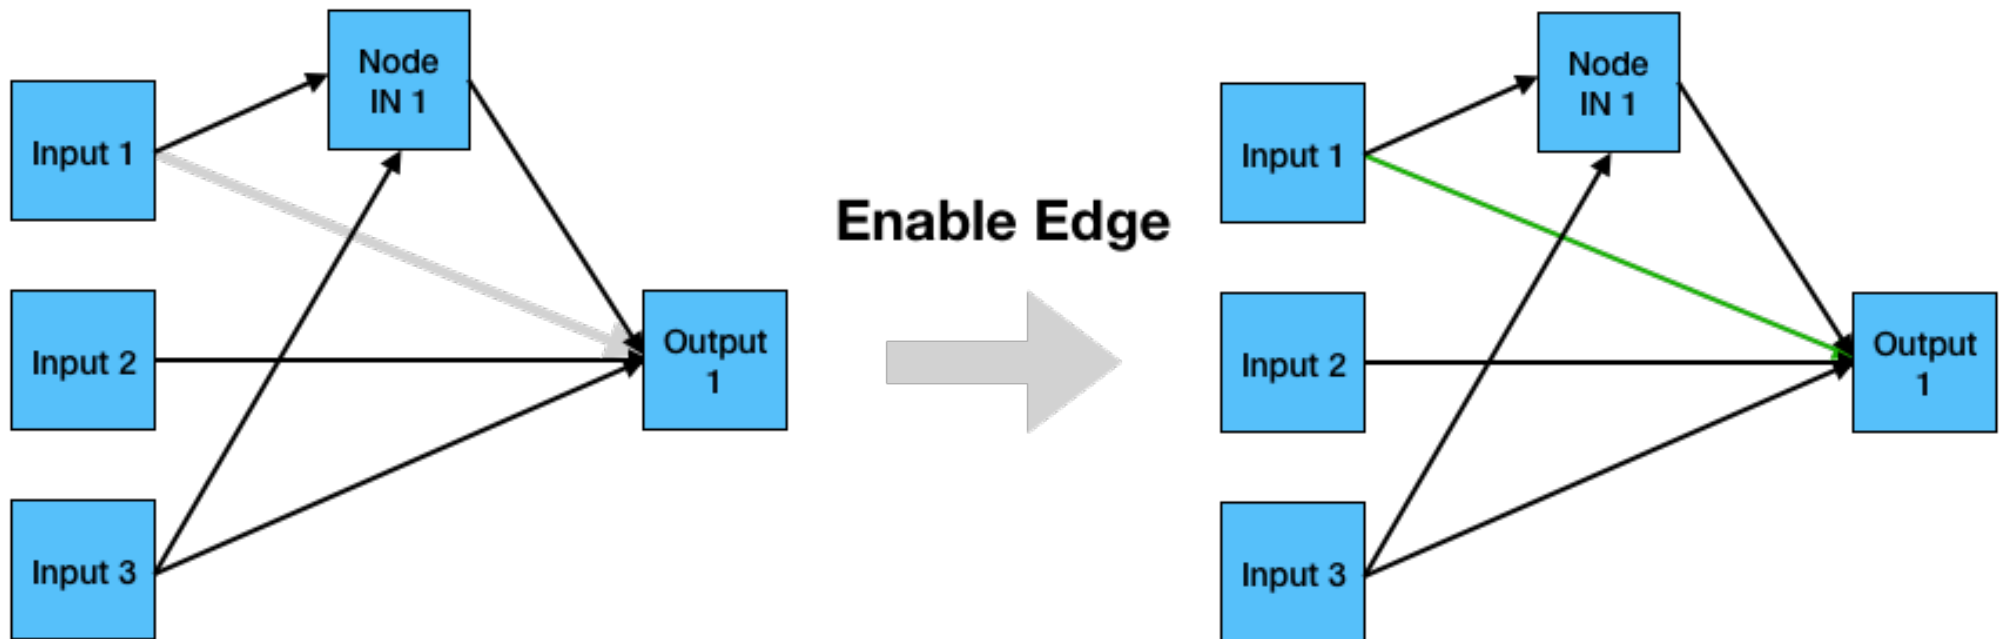 Node
IN 1
Input 1
Input 2
Output
1
Input 3
Enable Edge
Node
IN 1
Input 1
Input 2
Output
1
Input 3